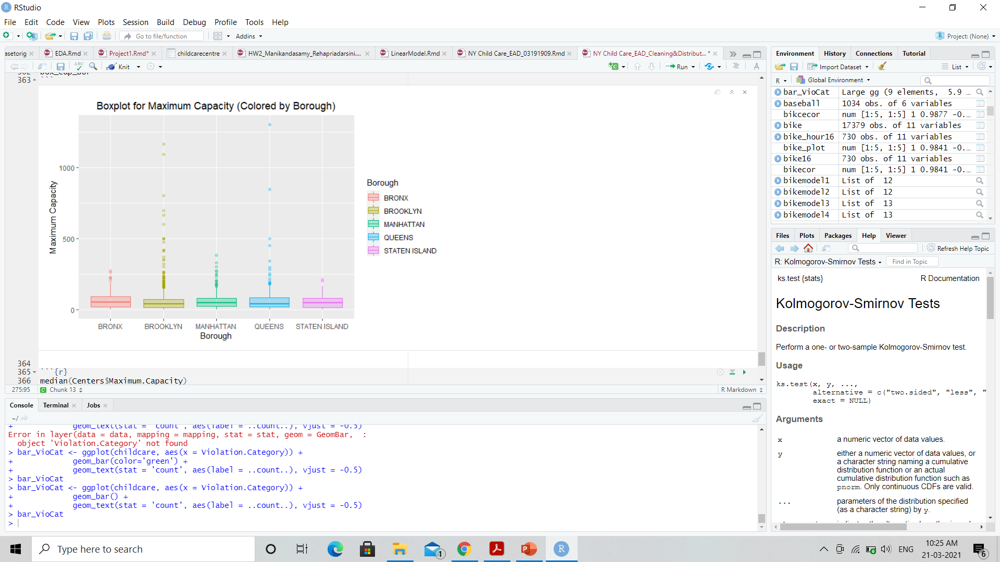 RStudio
File Edit Code View Plots Session Build Debug Profile Tools Help
Go to file/function Addins Project: (None)
asetorig EDA.Rmd Project1.Rmd* childcarecentre HW2_Manikandasamy_Rehapriadarsini.... LinearModel.Rmd NY Child Care_EAD_03191909.Rmd NY Child Care_EAD_Cleaning&Distribut... *
ABC Knit Run
362 box_Cap_Bor
363 ```
Boxplot for Maximum Capacity (Colored by Borough)
Maximum Capacity
1000
500
0
BRONX BROOKLYN MANHATTAN QUEENS STATEN ISLAND
Borough
Borough
BRONX
BROOKLYN
MANHATTAN
QUEENS
STATEN ISLAND
364
365 ```{r}
366 median(Centers$Maximum.Capacity)
275:95 Chunk 13 R Markdown
Console Terminal Jobs
~/
+ geom_text(stat = 'count', aes(label = ..count..), vjust = -0.5)
Error in layer(data = data, mapping = mapping, stat = stat, geom = GeomBar, :
object 'Violation.Category' not found
> bar_VioCat <- ggplot(childcare, aes(x = Violation.Category)) +
+ geom_bar(color='green') +
+ geom_text(stat = 'count', aes(label = ..count..), vjust = -0.5)
> bar_VioCat
> bar_VioCat <- ggplot(childcare, aes(x = Violation.Category)) +
+ geom_bar() +
+ geom_text(stat = 'count', aes(label = ..count..), vjust = -0.5)
> bar_VioCat
>
Environment History Connections Tutorial
Import Dataset List
R Global Environment
bar_VioCat Large gg (9 elements, 5.9 …
baseball 1034 obs. of 6 variables
bikcecor num [1:5, 1:5] 1 0.9877 -0.…
bike 17379 obs. of 11 variables
bike_hour16 730 obs. of 11 variables
bike_plot num [1:5, 1:5] 1 0.9841 -0.…
bike16 730 obs. of 11 variables
bikecor num [1:5, 1:5] 1 0.9841 -0.…
bikemodel1 List of 12
bikemodel2 List of 12
bikemodel3 List of 13
bikemodel4 List of 13
Files Plots Packages Help Viewer
Refresh Help Topic
R: Kolmogorov-Smirnov Tests Find in Topic
ks.test {stats} R Documentation
Kolmogorov-Smirnov Tests
Description
Perform a one- or two-sample Kolmogorov-Smirnov test.
Usage
ks.test(x, y, ...,
alternative = c("two.sided", "less", "
exact = NULL)
Arguments
x a numeric vector of data values.
y either a numeric vector of data values, or
a character string naming a cumulative
distribution function or an actual
cumulative distribution function such as
pnorm. Only continuous CDFs are valid.
... parameters of the distribution specified
(as a character string) by y.
Type here to search
1
ENG
10:25 AM
21-03-2021
6